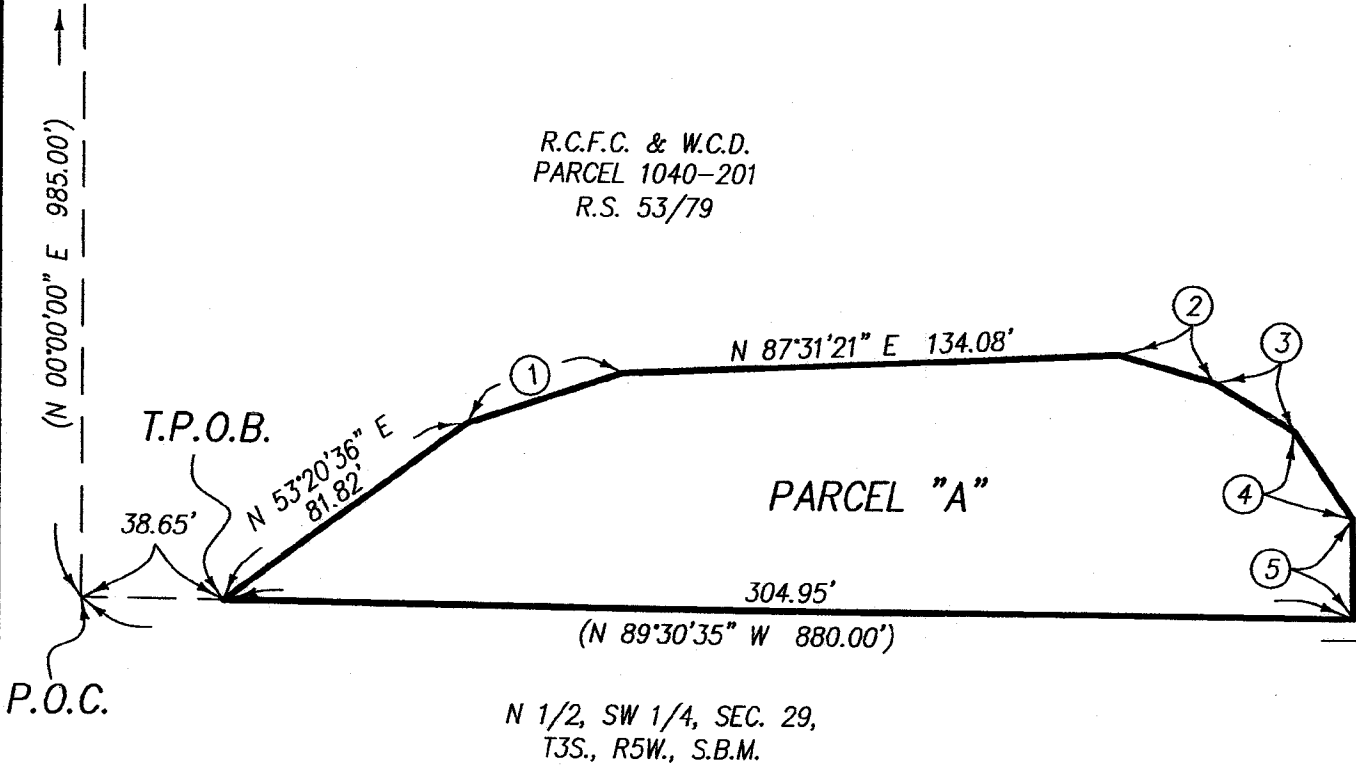 (N 00°00'00" E 985.00')
R.C.F.C. & W.C.D.
PARCEL 1040-201
R.S. 53/79
2
N 87°31'21" E 134.08'
3
1
T.P.O.B.
N 53°20'36" E
81.82'
PARCEL "A"
4
38.65'
5
304.95'
(N 89°30'35" W 880.00')
P.O.C.
N 1/2, SW 1/4, SEC. 29,
T3S., R5W., S.B.M.